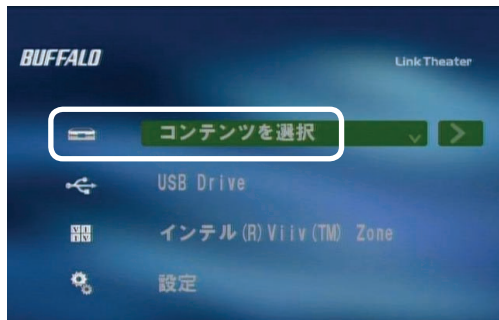 BUFFALO
LinkTheater
コンテンツを選択
USB Drive
インテル(R)Viiv(TM) Zone
設定